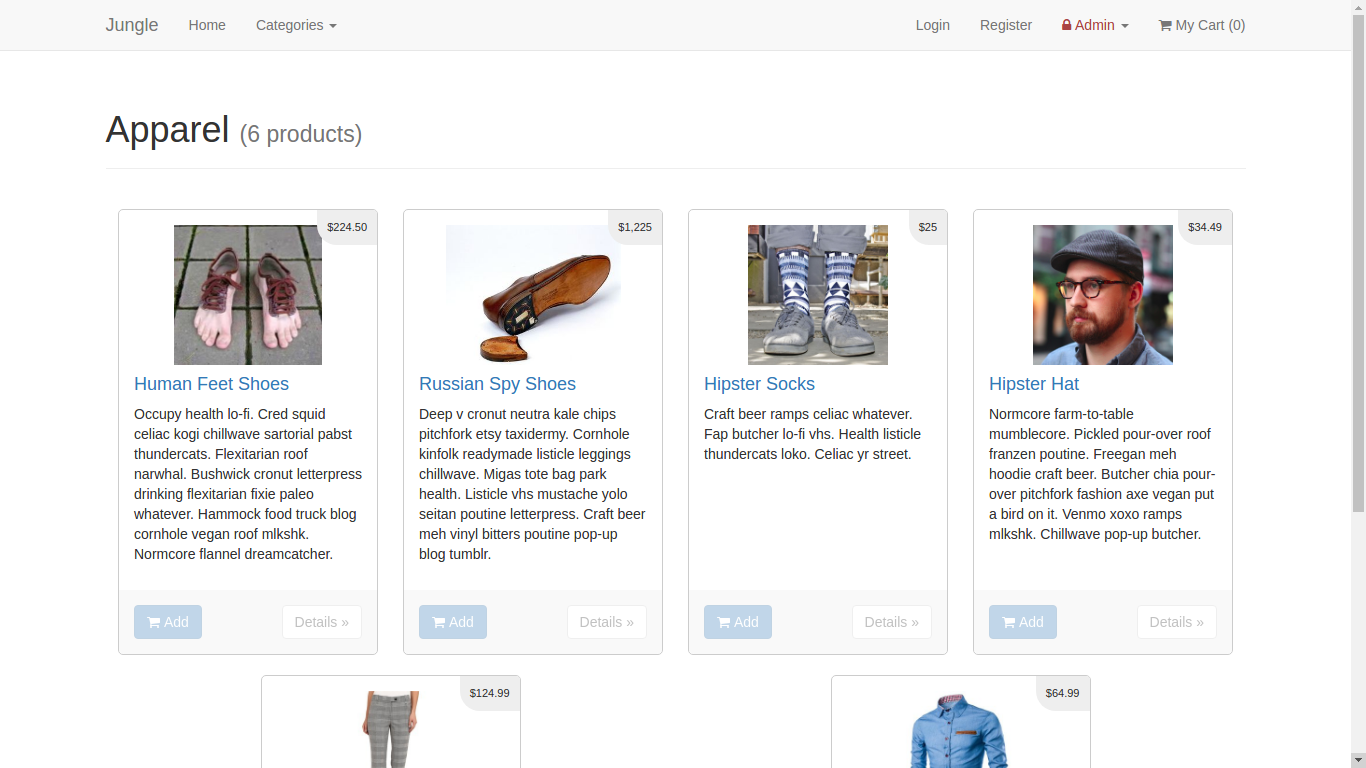 Jungle Home Categories Login Register Admin My Cart (0)
Apparel (6 products)
$224.50
Human Feet Shoes
Occupy health lo-fi. Cred squid
celiac kogi chillwave sartorial pabst
thundercats. Flexitarian roof
narwhal. Bushwick cronut letterpress
drinking flexitarian fixie paleo
whatever. Hammock food truck blog
cornhole vegan roof mlkshk.
Normcore flannel dreamcatcher.
Add Details »
$1,225
Russian Spy Shoes
Deep v cronut neutra kale chips
pitchfork etsy taxidermy. Cornhole
kinfolk readymade listicle leggings
chillwave. Migas tote bag park
health. Listicle vhs mustache yolo
seitan poutine letterpress. Craft beer
meh vinyl bitters poutine pop-up
blog tumblr.
Add Details »
$25
Hipster Socks
Craft beer ramps celiac whatever.
Fap butcher lo-fi vhs. Health listicle
thundercats loko. Celiac yr street.
Add Details »
$34.49
Hipster Hat
Normcore farm-to-table
mumblecore. Pickled pour-over roof
franzen poutine. Freegan meh
hoodie craft beer. Butcher chia pour-
over pitchfork fashion axe vegan put
a bird on it. Venmo xoxo ramps
mlkshk. Chillwave pop-up butcher.
Add Details »
$124.99
$64.99